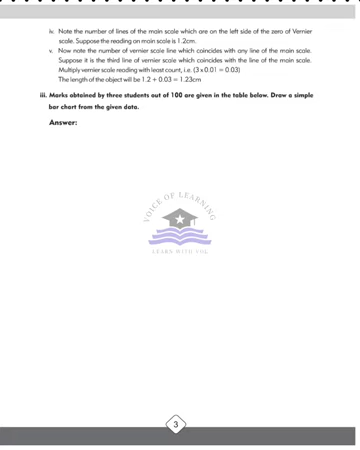 iv. Note the number of lines of the main scale which are on the left side of the zero of Vernier
scale. Suppose the reading on main scale is 1.2cm.
v. Now note the number of vernier scale line which coincides with any line of the main scale.
Suppose it is the third line of vernier scale which coincides with the line of the main scale.
Multiply vernier scale reading with least count, i.e. (3 x 0.01 = 0.03)
The length of the object will be 1.2 + 0.03 = 1.23cm
iii. Marks obtained by three students out of 100 are given in the table below. Draw a simple
bar chart from the given data.
Answer:
VOICE OF LEARNING
LEARN WITH VOL
3